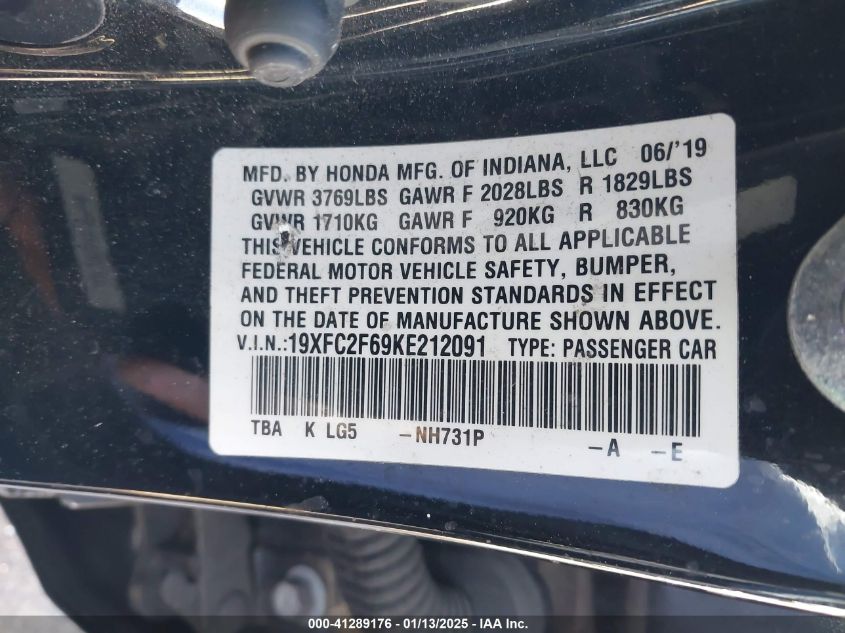 MFD. BY HONDA MFG. OF INDIANA, LLC 06/'19
GVWR 3769LBS GAWR F 2028LBS R 1829LBS
GVWR 1710KG GAWR F 920KG R 830KG
THIS VEHICLE CONFORMS TO ALL APPLICABLE
FEDERAL MOTOR VEHICLE SAFETY, BUMPER,
AND THEFT PREVENTION STANDARDS IN EFFECT
ON THE DATE OF MANUFACTURE SHOWN ABOVE.
V.I.N.:19XFC2F69KE212091 TYPE: PASSENGER CAR
TBA K LG5 -NH731P -A -E
000-41289176 - 01/13/2025 - IAA Inc.